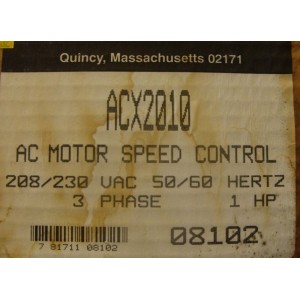 Quincy, Massachusetts 02171
ACX2010
AC MOTOR SPEED CONTROL
208/230 VAC 50/60 HERTZ
3 PHASE 1 HP
08102
7 81711 08102